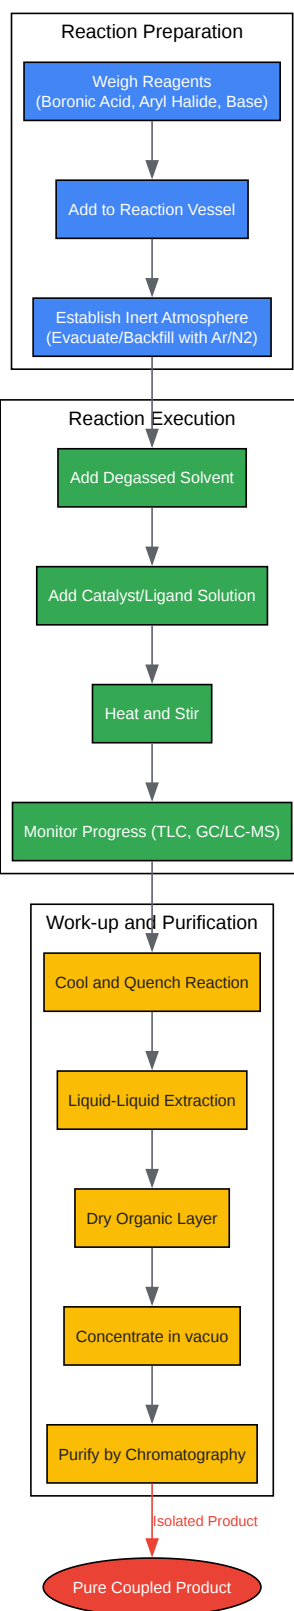 Reaction Preparation
Weigh Reagents
(Boronic Acid, Aryl Halide, Base)
Add to Reaction Vessel
Establish Inert Atmosphere
(Evacuate/Backfill with Ar/N2)
Reaction Execution
Add Degassed Solvent
Add Catalyst/Ligand Solution
Heat and Stir
Monitor Progress (TLC, GC/LC-MS)
Work-up and Purification
Cool and Quench Reaction
Liquid-Liquid Extraction
Dry Organic Layer
Concentrate in vacuo
Purify by Chromatography
Isolated Product
Pure Coupled Product